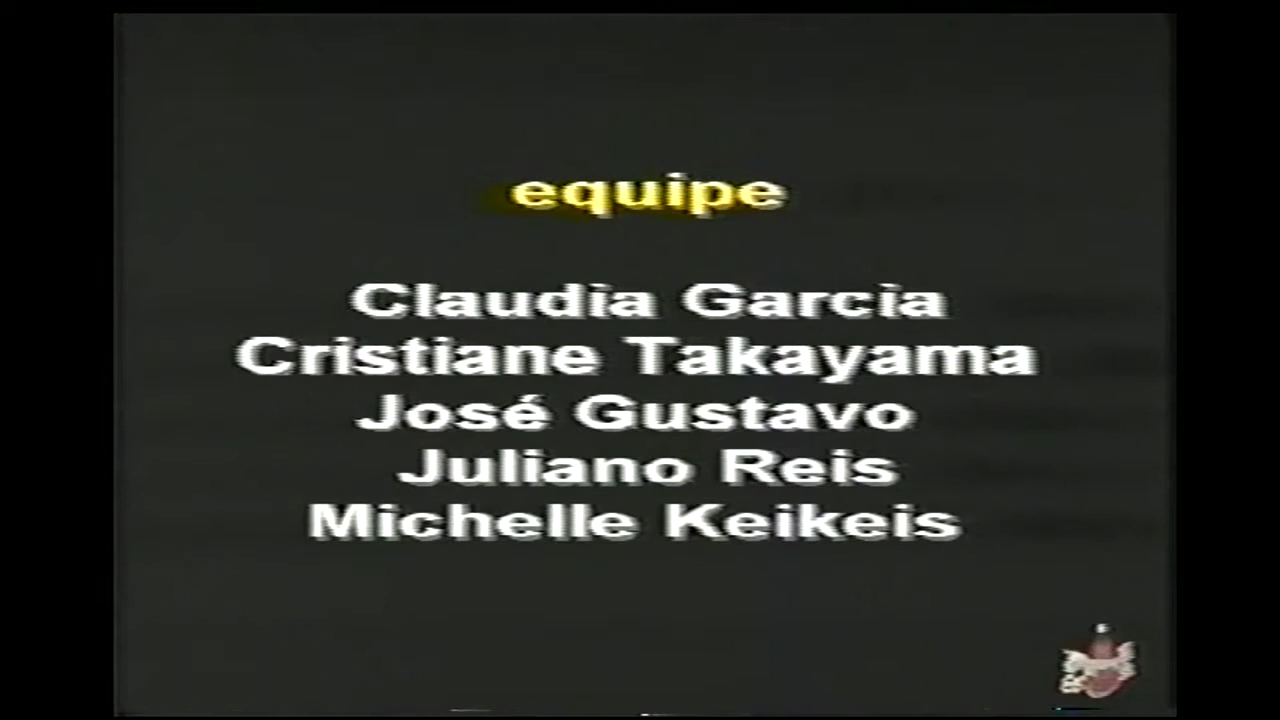 equipe
Claudia Garcia
Cristiane Takayama
José Gustavo
Juliano Reis
Michelle Keikeis